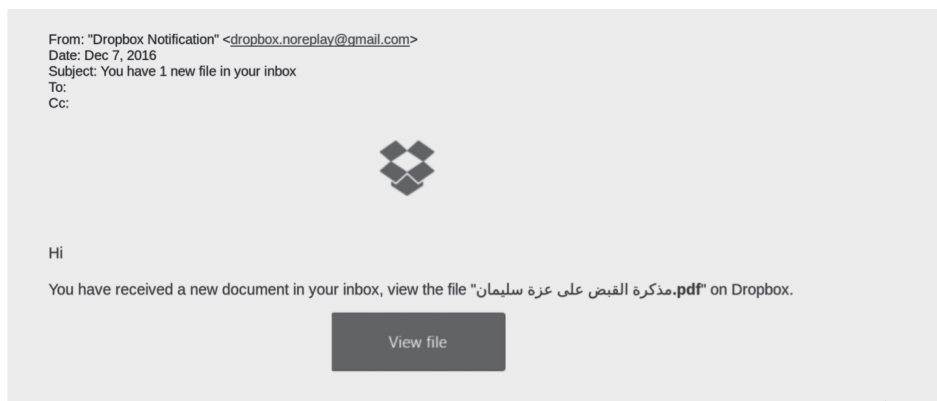 From: "Dropbox Notification" <dropbox.noreplay@gmail.com>
Date: Dec 7, 2016
Subject: You have 1 new file in your inbox
To:
Cc:
Hi
You have received a new document in your inbox, view the file "مذكرة القبض على عزة سليمان.pdf" on Dropbox.
View file